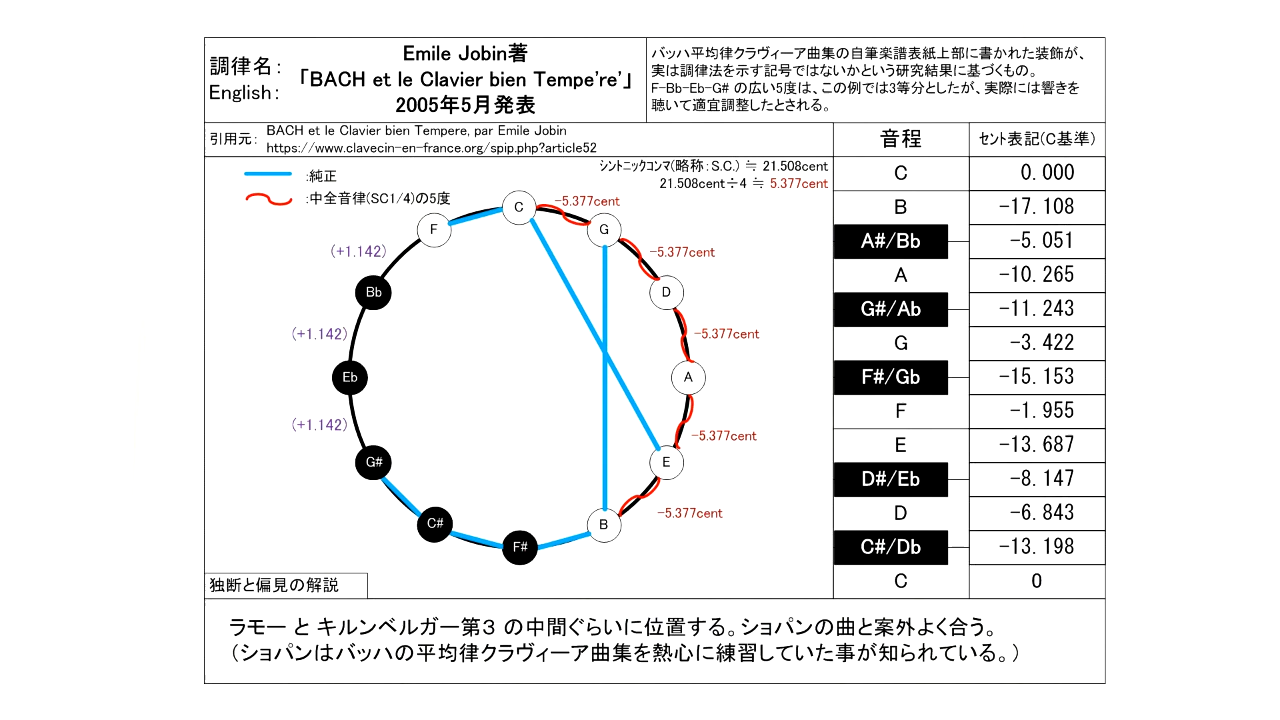 調律名:
English:
Emile Jobin著
「BACH et le Clavier bien Tempe're'」
2005年5月発表
バッハ平均律クラヴィーア曲集の自筆楽譜表紙上部に書かれた装飾が、
実は調律法を示す記号ではないかという研究結果に基づくもの。
F-Bb-Eb-G# の広い5度は、この例では3等分としたが、実際には響きを
聴いて適宜調整したとされる。
引用元:
BACH et le Clavier bien Tempere, par Emile Jobin
https://www.clavecin-en-france.org/spip.php?article52
:純正
:中全音律(SC1/4)の5度
シントニックコンマ(略称:S.C.) ≒ 21.508cent
21.508cent÷4 ≒ 5.377cent
C
-5.377cent
G
-5.377cent
D
-5.377cent
A
-5.377cent
E
-5.377cent
B
F#
C#
G#
(+1.142)
Eb
(+1.142)
Bb
(+1.142)
F
音程
セント表記(C基準)
C 0.000
B -17.108
A#/Bb -5.051
A -10.265
G#/Ab -11.243
G -3.422
F#/Gb -15.153
F -1.955
E -13.687
D#/Eb -8.147
D -6.843
C#/Db -13.198
C 0
独断と偏見の解説
ラモー と キルンベルガー第3 の中間ぐらいに位置する。ショパンの曲と案外よく合う。
(ショパンはバッハの平均律クラヴィーア曲集を熱心に練習していた事が知られている。)